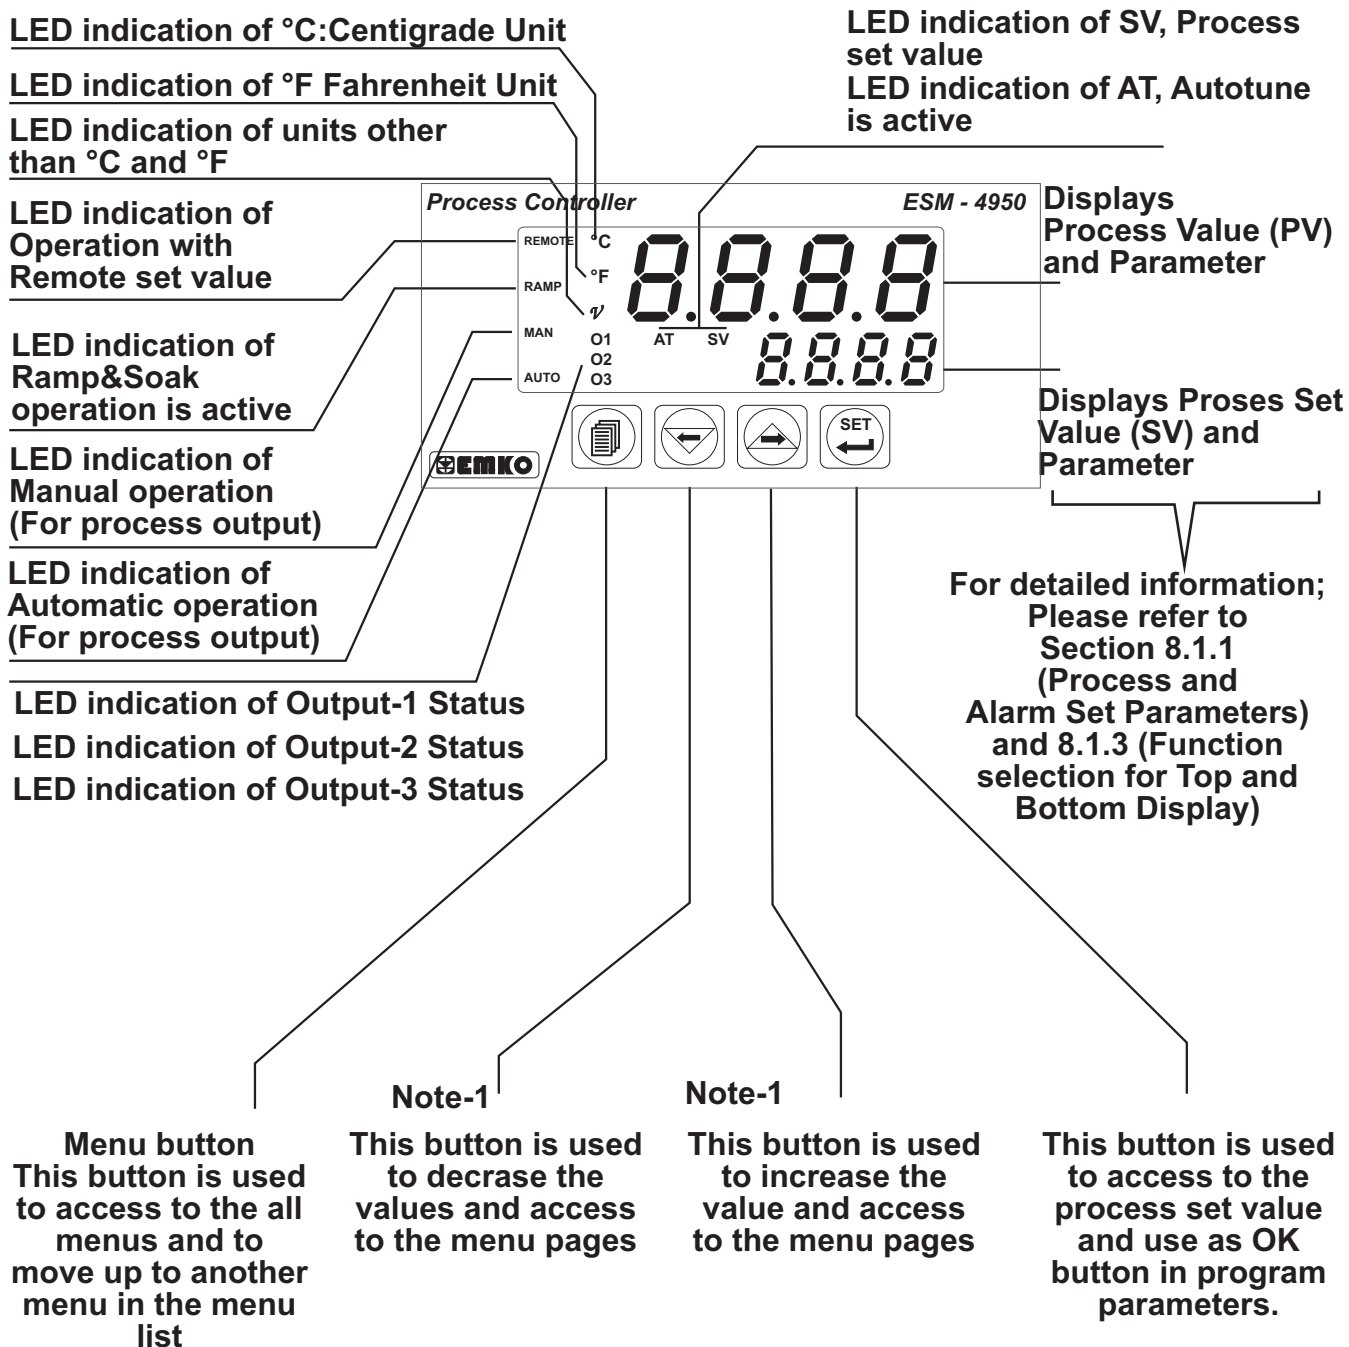 LED indication of °C:Centigrade Unit
LED indication of °F Fahrenheit Unit
LED indication of units other
than °C and °F
LED indication of
Operation with
Remote set value
LED indication of
Ramp&Soak
operation is active
LED indication of
Manual operation
(For process output)
LED indication of
Automatic operation
(For process output)
LED indication of Output-1 Status
LED indication of Output-2 Status
LED indication of Output-3 Status
LED indication of SV, Process
set value
LED indication of AT, Autotune
is active
Process Controller
ESM - 4950
REMOTE
RAMP
MAN
AUTO
°C
°F
V
O1
O2
O3
8.8.8.8
AT
SV
8.8.8.8
SET
EMKO
Displays
Process Value (PV)
and Parameter
Displays Proses Set
Value (SV) and
Parameter
For detailed information;
Please refer to
Section 8.1.1
(Process and
Alarm Set Parameters)
and 8.1.3 (Function
selection for Top and
Bottom Display)
Menu button
This button is used
to access to the all
menus and to
move up to another
menu in the menu
list
Note-1
This button is used
to decrase the
values and access
to the menu pages
Note-1
This button is used
to increase the
value and access
to the menu pages
This button is used
to access to the
process set value
and use as OK
button in program
parameters.